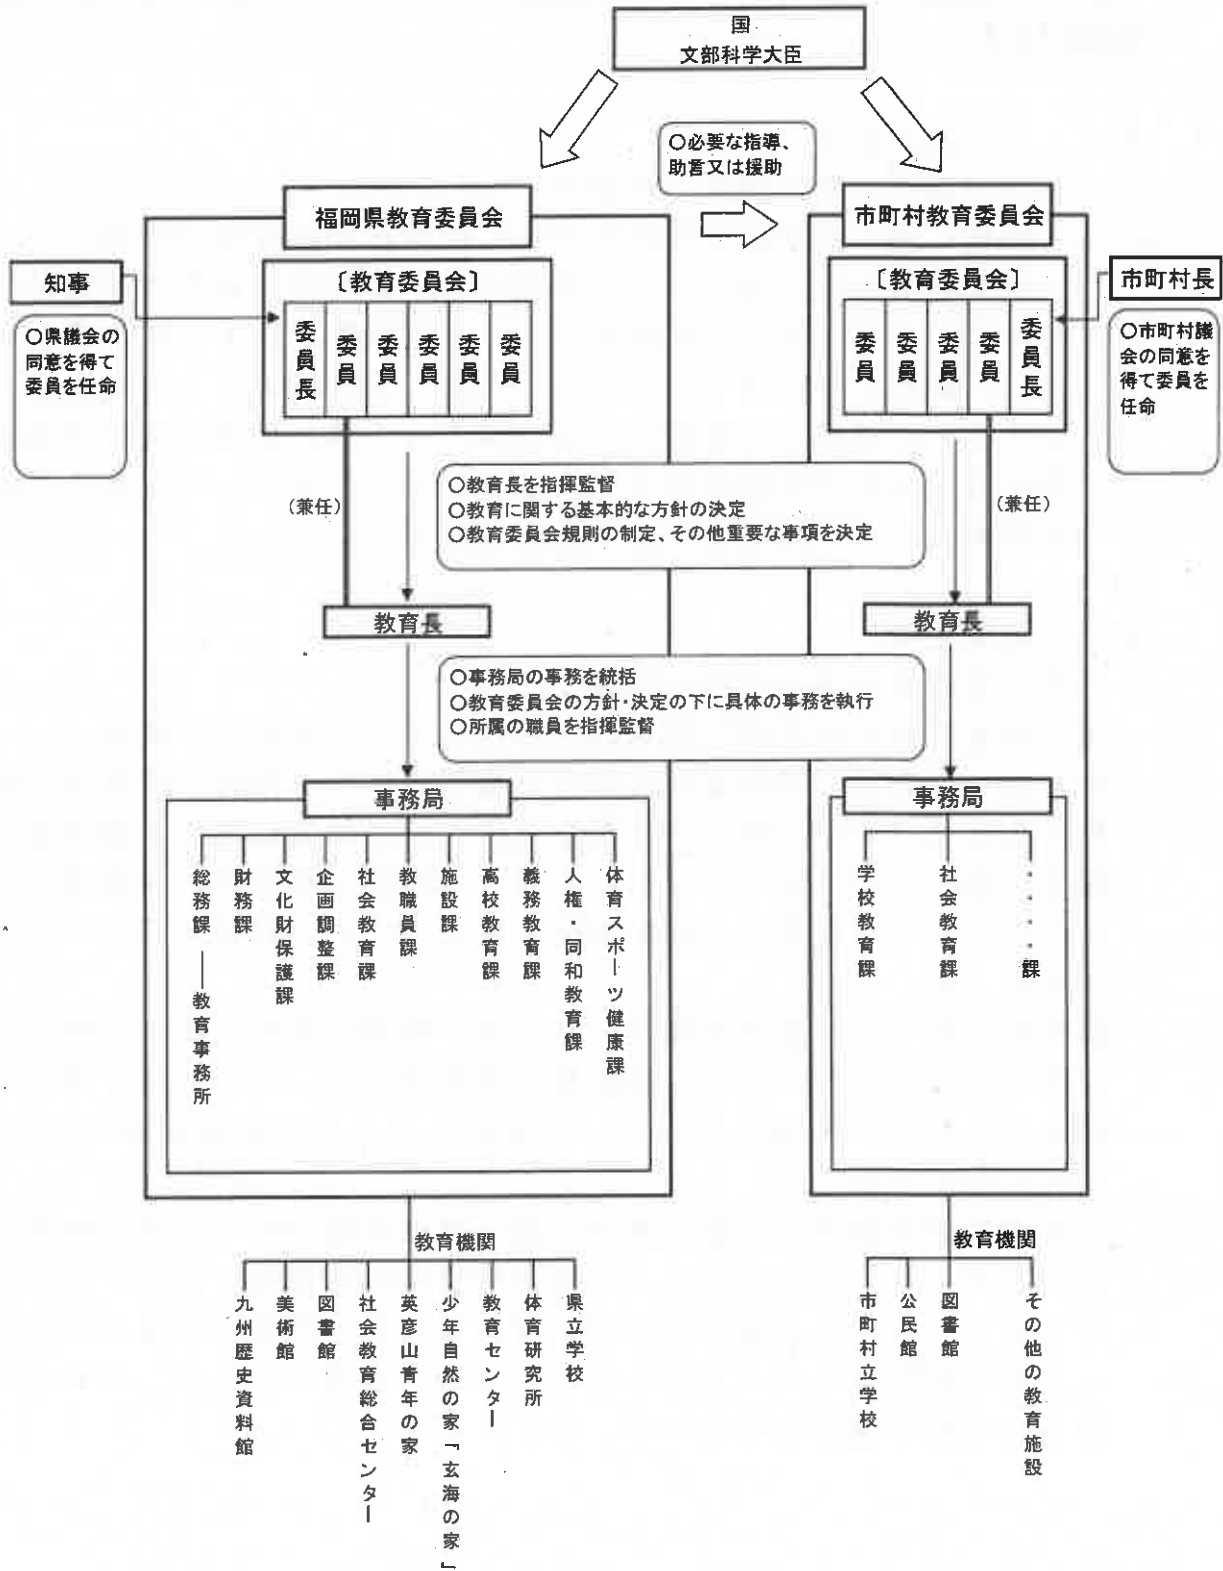 国
文部科学大臣
○必要な指導、
助言又は援助
福岡県教育委員会
市町村教育委員会
知事
○県議会の
同意を得て
委員を任命
〔教育委員会〕
委員長
委員
委員
委員
委員
委員
〔教育委員会〕
委員
委員
委員
委員
委員長
市町村長
○市町村議
会の同意を
得て委員を
任命
(兼任)
○教育長を指揮監督
○教育に関する基本的な方針の決定
○教育委員会規則の制定、その他重要な事項を決定
(兼任)
教育長
教育長
○事務局の事務を統括
○教育委員会の方針・決定の下に具体の事務を執行
○所属の職員を指揮監督
事務局
総務課
教育事務所
財務課
文化財保護課
企画調整課
社会教育課
教職員課
施設課
高校教育課
義務教育課
人権・同和教育課
体育スポーツ健康課
事務局
学校教育課
社会教育課
・・・・課
教育機関
九州歴史資料館
美術館
図書館
社会教育総合センター
英彦山青年の家
少年自然の家「玄海の家」
教育センター
体育研究所
県立学校
教育機関
市町村立学校
公民館
図書館
その他の教育施設